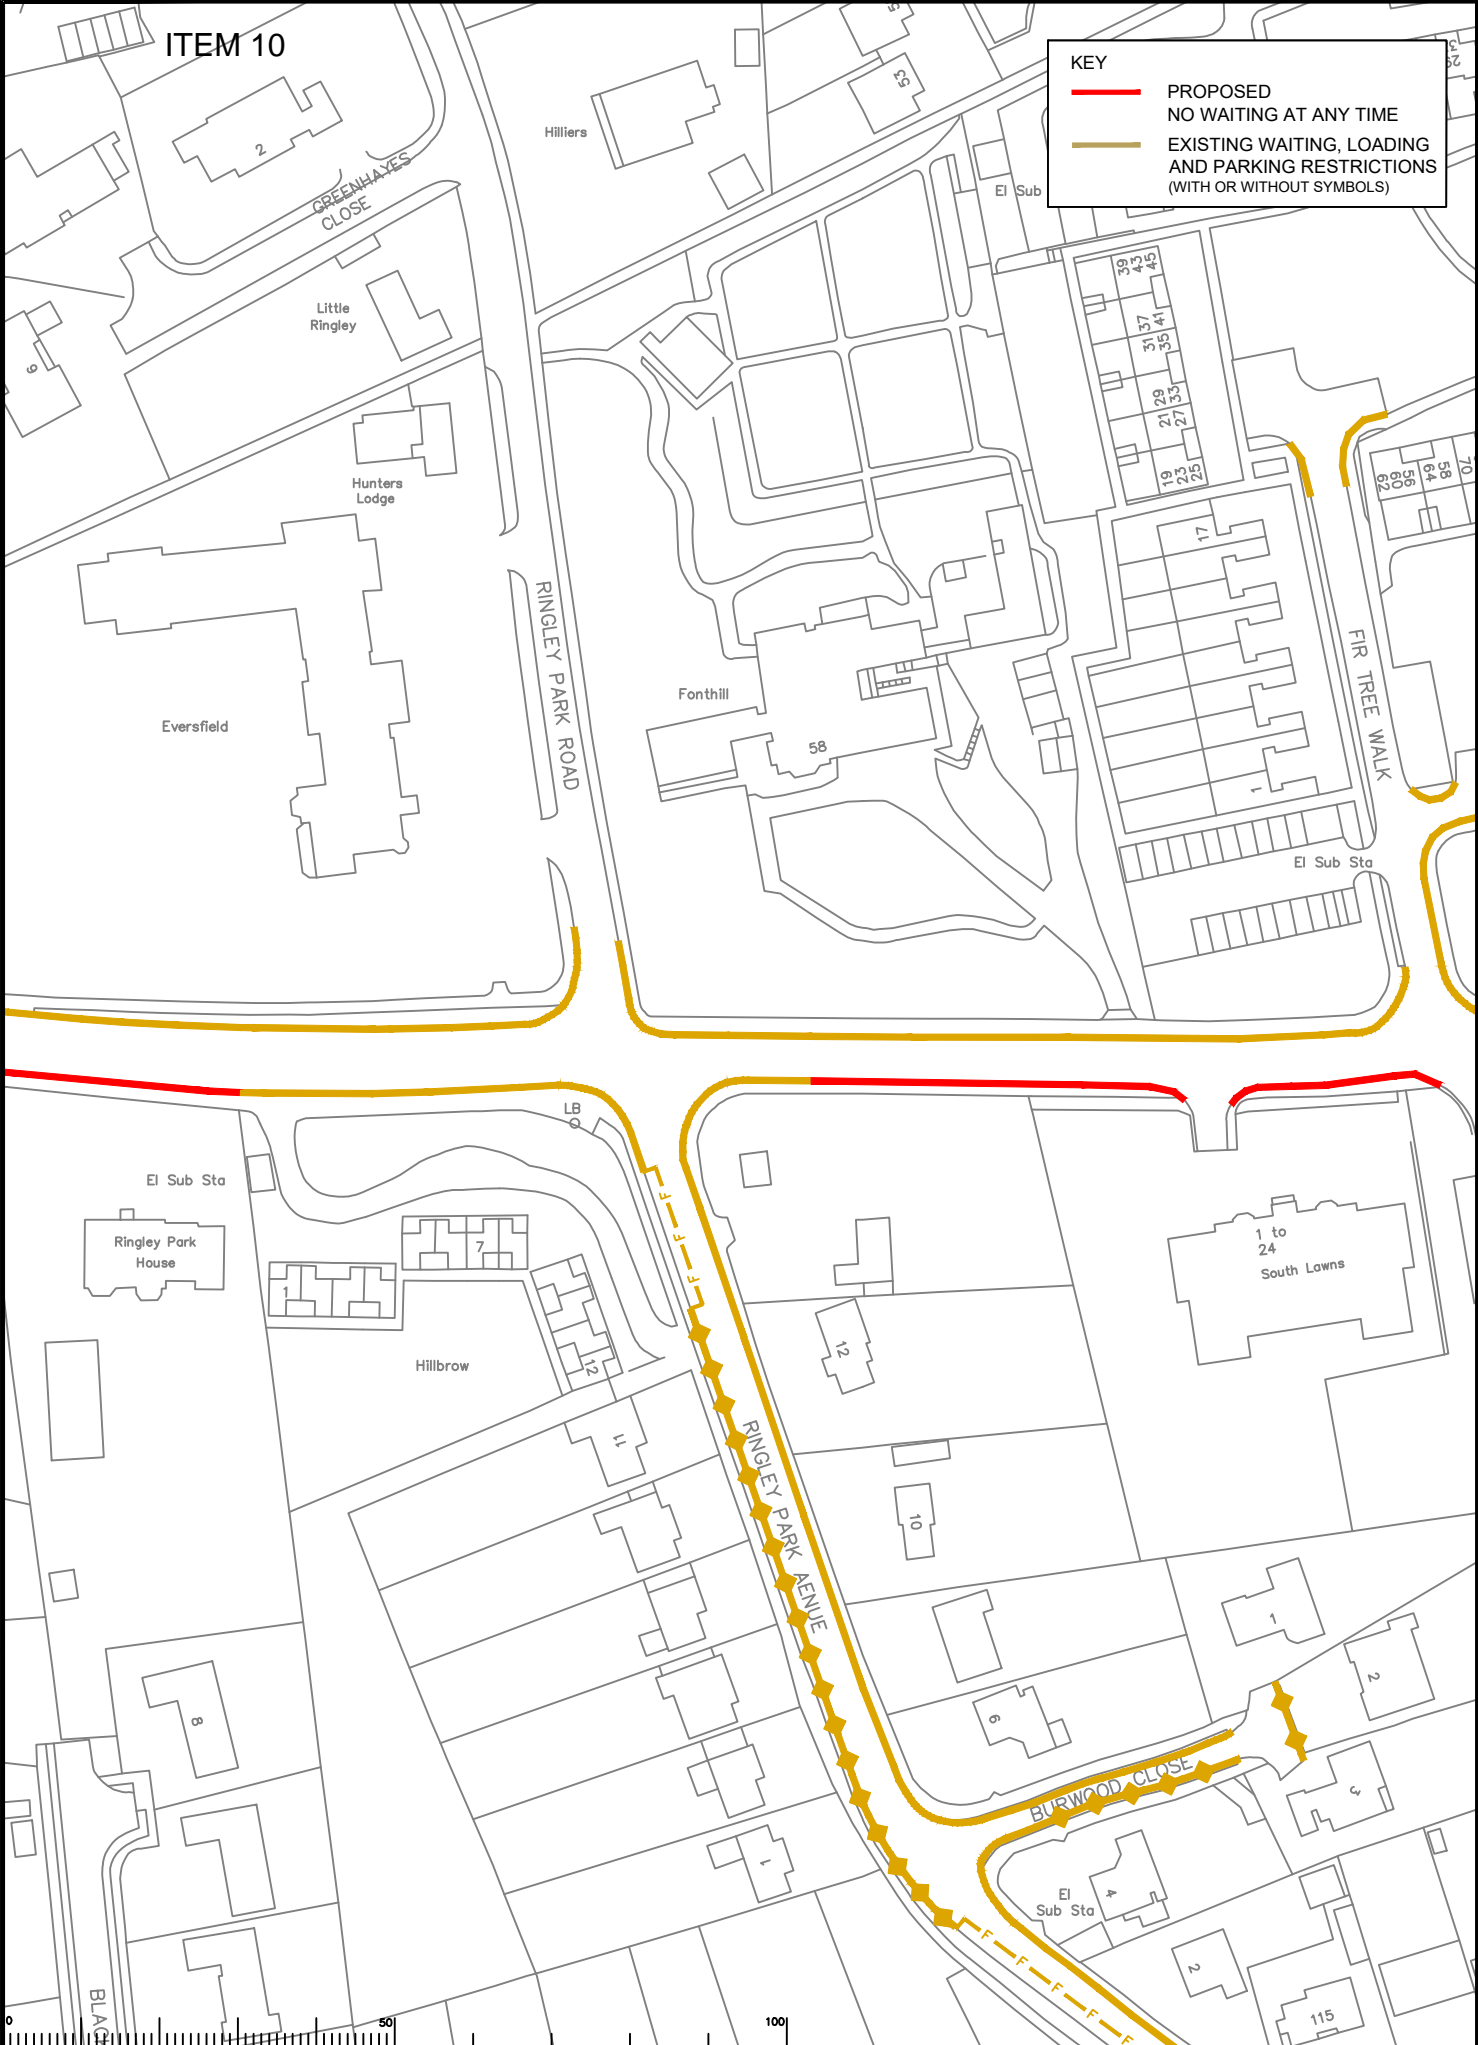 ITEM 10
KEY
PROPOSED
NO WAITING AT ANY TIME
EXISTING WAITING, LOADING
AND PARKING RESTRICTIONS
(WITH OR WITHOUT SYMBOLS)
53
Hilliers
2
GREENHAYES
CLOSE
El Sub
39
43
45
Little
Ringley
37
41
31
35
6
29
33
21
27
Hunters
Lodge
19
23
25
62
60
56
64
58
70
17
RINGLEY PARK ROAD
FIR TREE WALK
Fonthill
Eversfield
58
1
El Sub Sta
LB
El Sub Sta
Ringley Park
House
7
1
1 to
24
South Lawns
F
F
F
12
Hillbrow
12
11
RINGLEY PARK AENUE
10
1
2
8
6
BURWOOD CLOSE
3
1
4
El
Sub Sta
F
F
F
F
F
2
115
BLAC
0
50
100